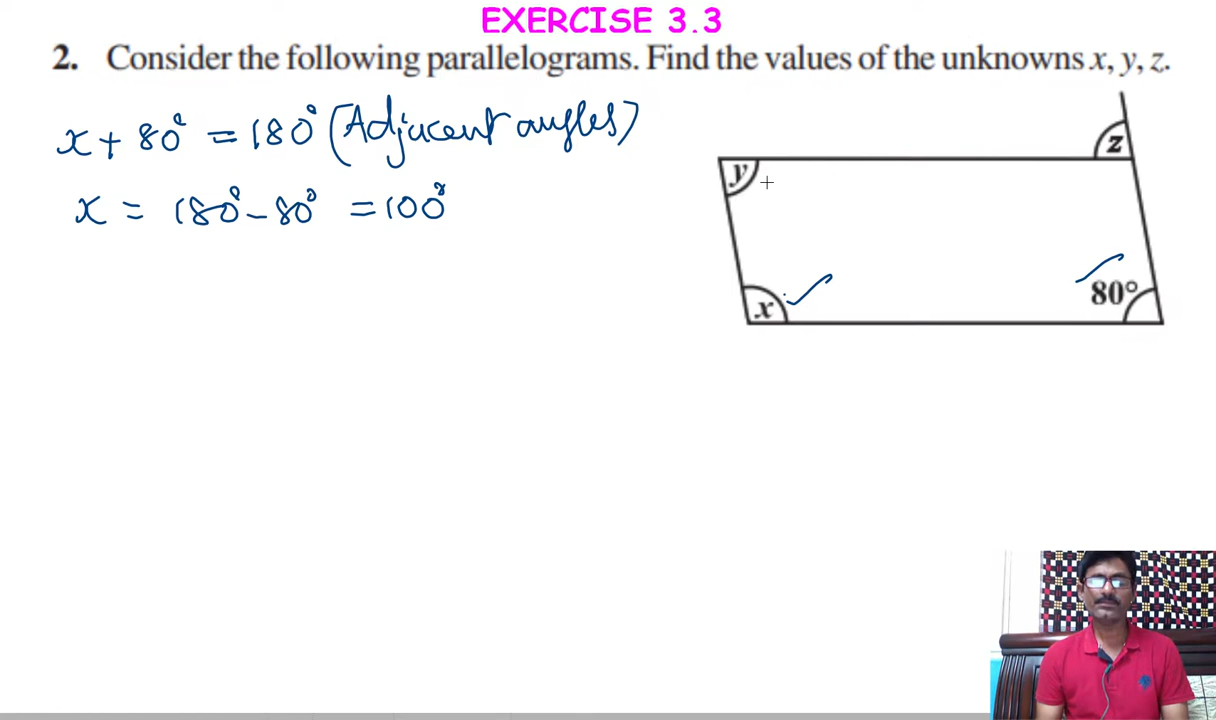 EXERCISE 3.3
2. Consider the following parallelograms. Find the values of the unknowns x, y, z.
x + 80° = 180° (Adjacent angles)
x = 180° - 80° = 100°
z
y
80°
x